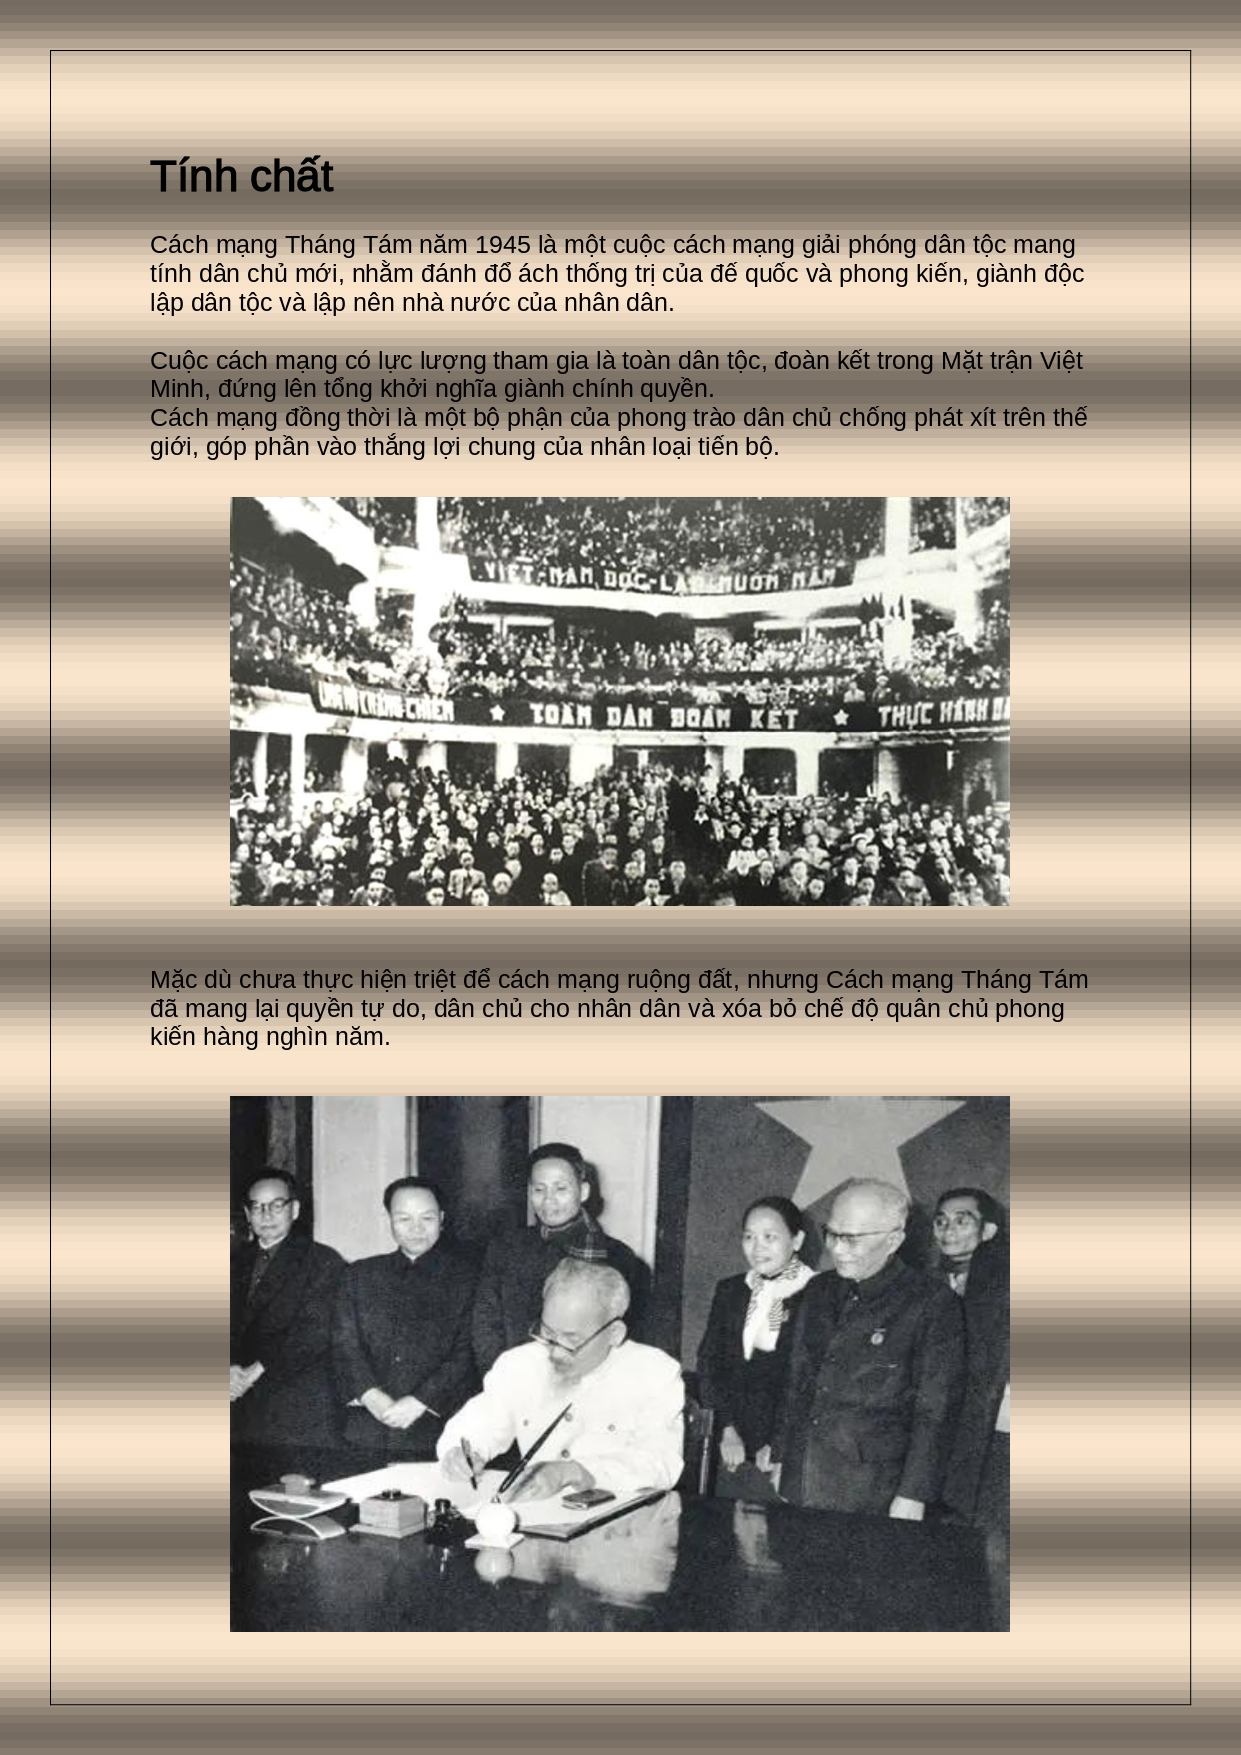 Tính chất
Cách mạng Tháng Tám năm 1945 là một cuộc cách mạng giải phóng dân tộc mang
tính dân chủ mới, nhằm đánh đổ ách thống trị của đế quốc và phong kiến, giành độc
lập dân tộc và lập nên nhà nước của nhân dân.
Cuộc cách mạng có lực lượng tham gia là toàn dân tộc, đoàn kết trong Mặt trận Việt
Minh, đứng lên tổng khởi nghĩa giành chính quyền.
Cách mạng đồng thời là một bộ phận của phong trào dân chủ chống phát xít trên thế
giới, góp phần vào thắng lợi chung của nhân loại tiến bộ.
VIỆT-NAM ĐỘC-LẬP MUÔN NĂM
KHÁNG CHIẾN ★ TOÀN DÂN ĐOÀN KẾT ★ THỰC HÀNH
Mặc dù chưa thực hiện triệt để cách mạng ruộng đất, nhưng Cách mạng Tháng Tám
đã mang lại quyền tự do, dân chủ cho nhân dân và xóa bỏ chế độ quân chủ phong
kiến hàng nghìn năm.